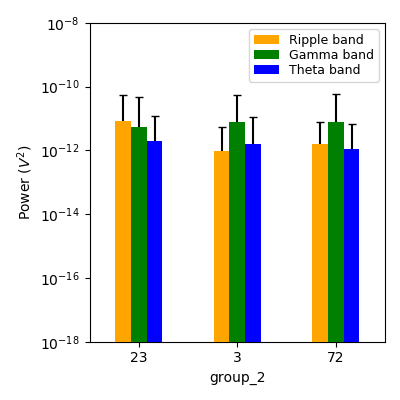 10⁻⁸
10⁻¹⁰
10⁻¹²
10⁻¹⁴
10⁻¹⁶
10⁻¹⁸
Power (V²)
Ripple band
Gamma band
Theta band
23 3 72
group_2